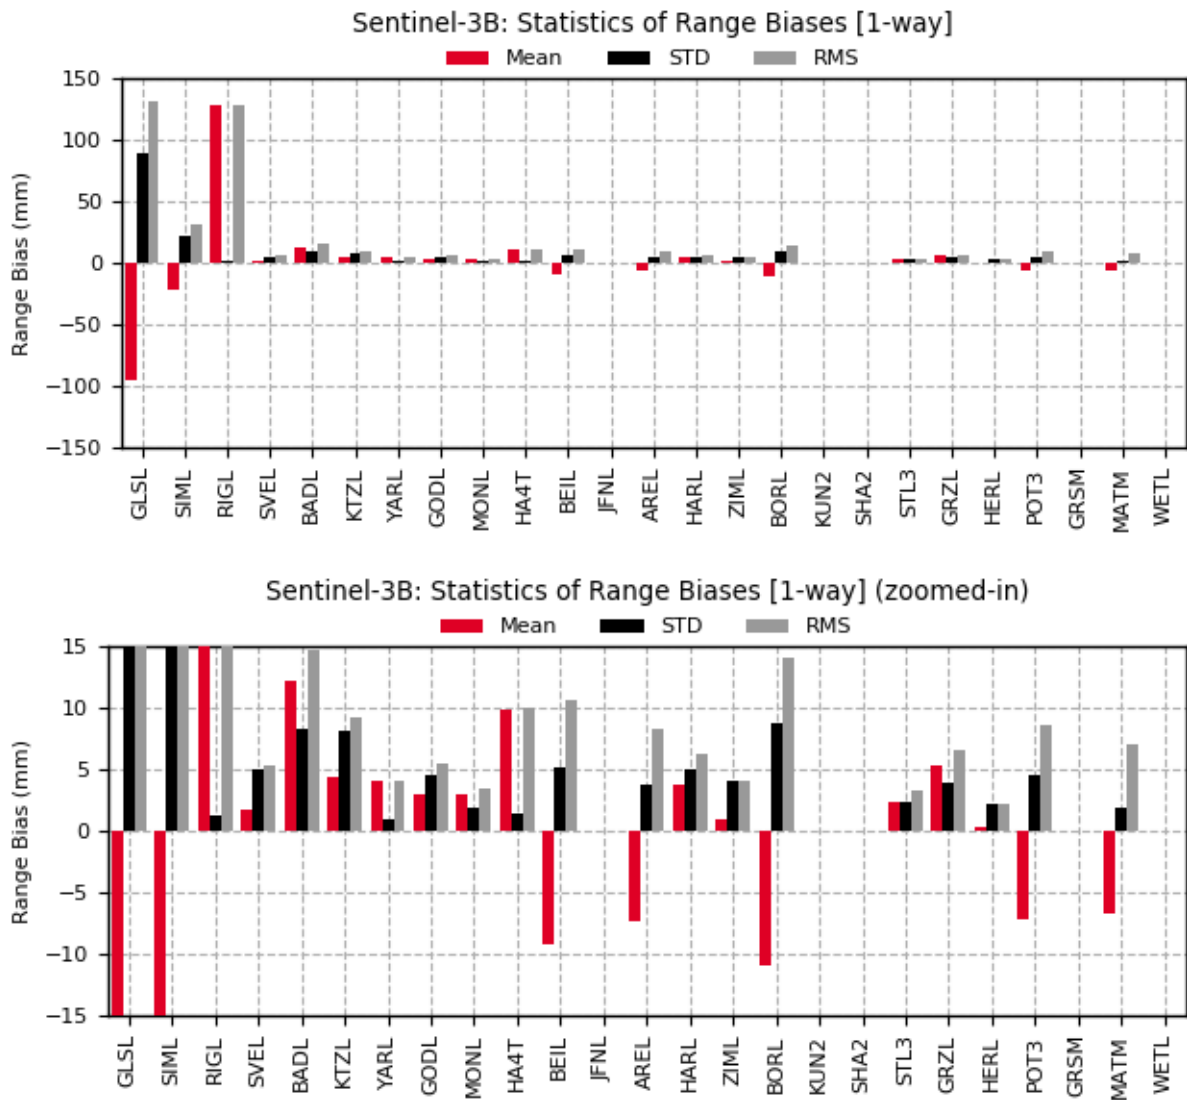 Sentinel-3B: Statistics of Range Biases [1-way]
Mean STD RMS
150
100
50
0
−50
−100
−150
Range Bias (mm)
GLSL SIML RIGL SVEL BADL KTZL YARL GODL MONL HA4T BEIL JFNL AREL HARL ZIML BORL KUN2 SHA2 STL3 GRZL HERL POT3 GRSM MATM WETL
Sentinel-3B: Statistics of Range Biases [1-way] (zoomed-in)
Mean STD RMS
15
10
5
0
−5
−10
−15
Range Bias (mm)
GLSL SIML RIGL SVEL BADL KTZL YARL GODL MONL HA4T BEIL JFNL AREL HARL ZIML BORL KUN2 SHA2 STL3 GRZL HERL POT3 GRSM MATM WETL